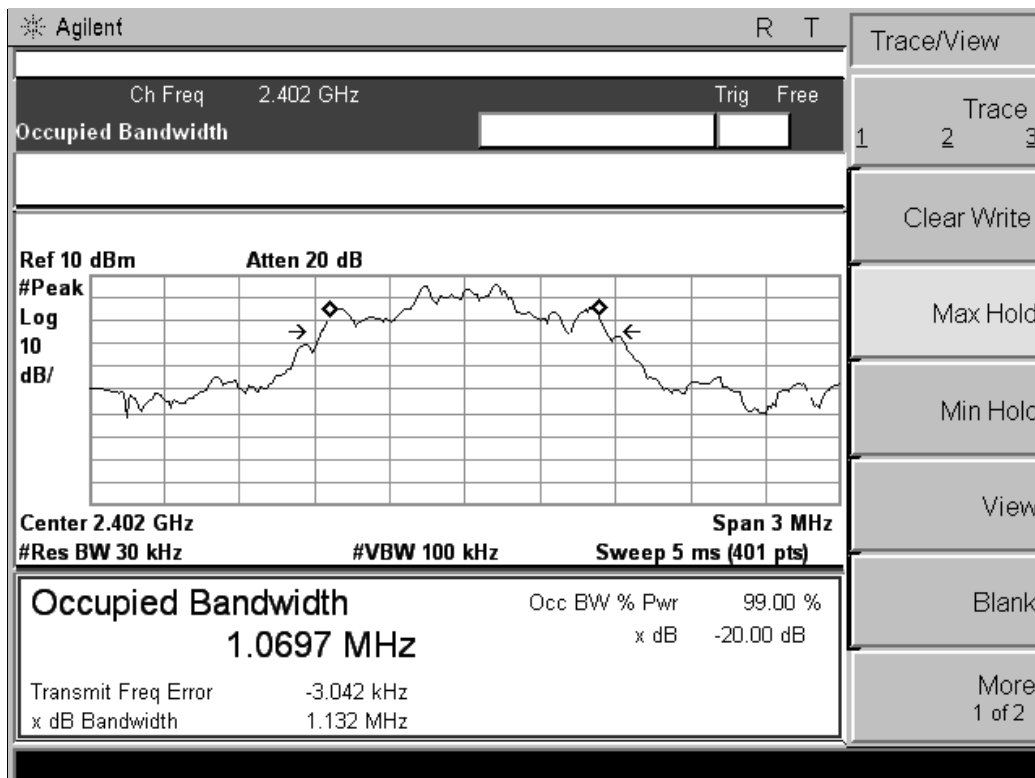 Agilent R T
Trace/View
Ch Freq 2.402 GHz Trig Free
Occupied Bandwidth
Trace
1 2 3
Clear Write
Max Hold
Min Hold
View
Blank
More
1 of 2
Ref 10 dBm Atten 20 dB
#Peak
Log
10
dB/
Center 2.402 GHz Span 3 MHz
#Res BW 30 kHz #VBW 100 kHz Sweep 5 ms (401 pts)
Occupied Bandwidth Occ BW % Pwr 99.00 %
1.0697 MHz x dB -20.00 dB
Transmit Freq Error -3.042 kHz
x dB Bandwidth 1.132 MHz